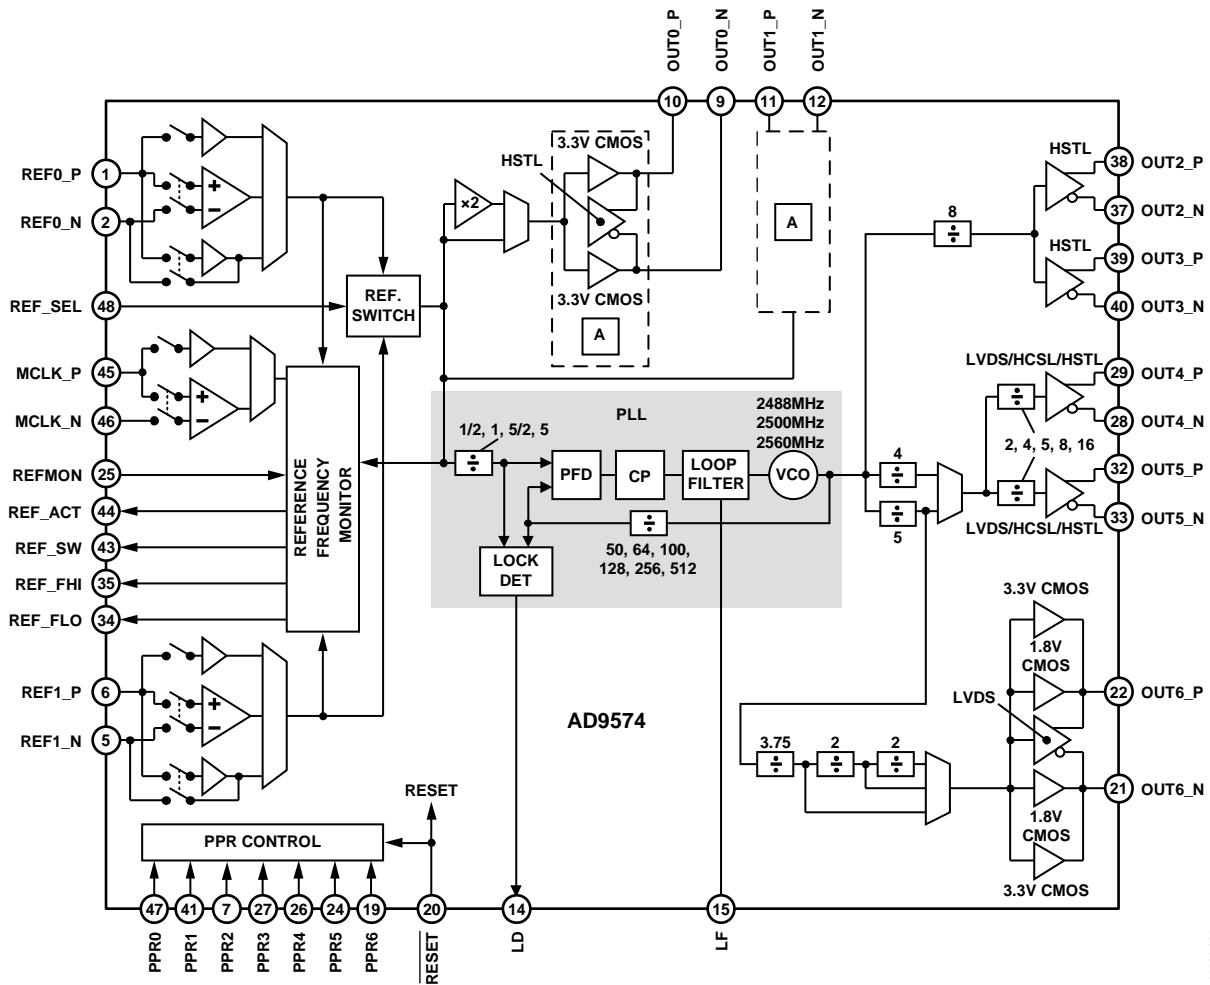 OUT0_P
OUT0_N
OUT1_P
OUT1_N
10
9
11
12
3.3V CMOS
HSTL
×2
3.3V CMOS
A
A
REF0_P
1
REF0_N
2
REF_SEL
48
REF.
SWITCH
MCLK_P
45
MCLK_N
46
REFMON
25
REF_ACT
44
REF_SW
43
REF_FHI
35
REF_FLO
34
REFERENCE
FREQUENCY
MONITOR
REF1_P
6
REF1_N
5
+
−
+
−
+
−
PLL
1/2, 1, 5/2, 5
÷
PFD
CP
LOOP
FILTER
VCO
2488MHz
2500MHz
2560MHz
÷
50, 64, 100,
128, 256, 512
LOCK
DET
8
÷
HSTL
38
OUT2_P
37
OUT2_N
HSTL
39
OUT3_P
40
OUT3_N
4
÷
÷
5
LVDS/HCSL/HSTL
÷
29
OUT4_P
28
OUT4_N
2, 4, 5, 8, 16
÷
32
OUT5_P
33
OUT5_N
LVDS/HCSL/HSTL
3.75
÷
2
÷
2
÷
3.3V CMOS
1.8V
CMOS
LVDS
1.8V
CMOS
3.3V CMOS
22
OUT6_P
21
OUT6_N
AD9574
RESET
PPR CONTROL
47
41
7
27
26
24
19
20
14
15
PPR0
PPR1
PPR2
PPR3
PPR4
PPR5
PPR6
RESET
LD
LF